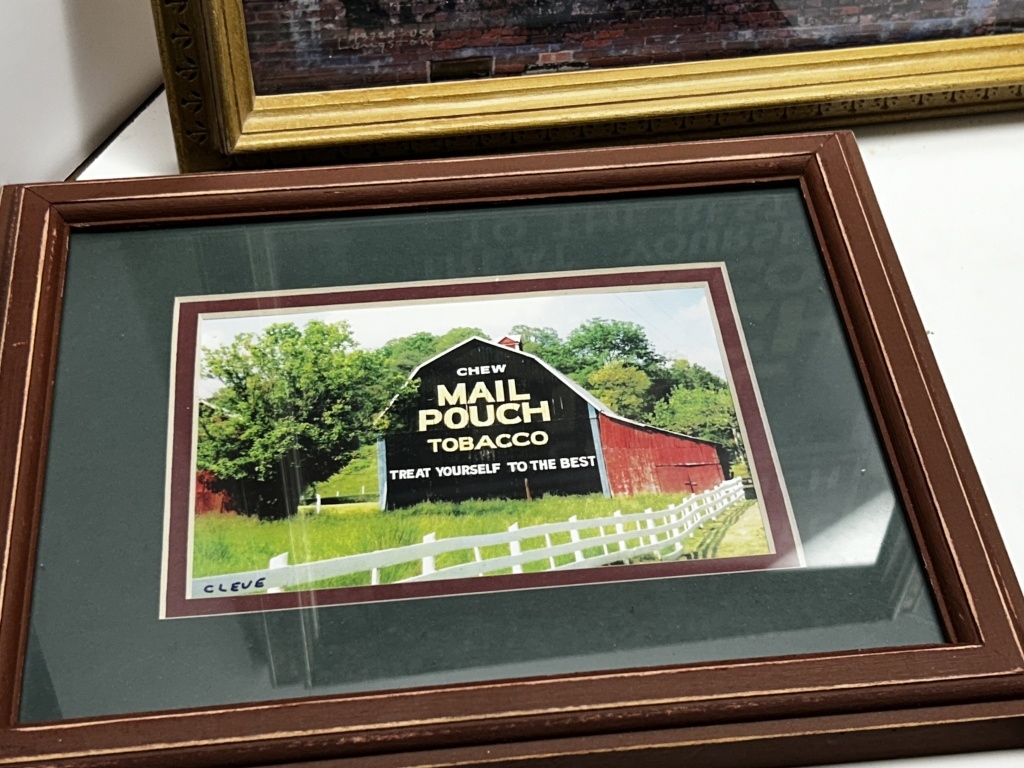 CHEW
MAIL
POUCH
TOBACCO
TREAT YOURSELF TO THE BEST
CLEVE